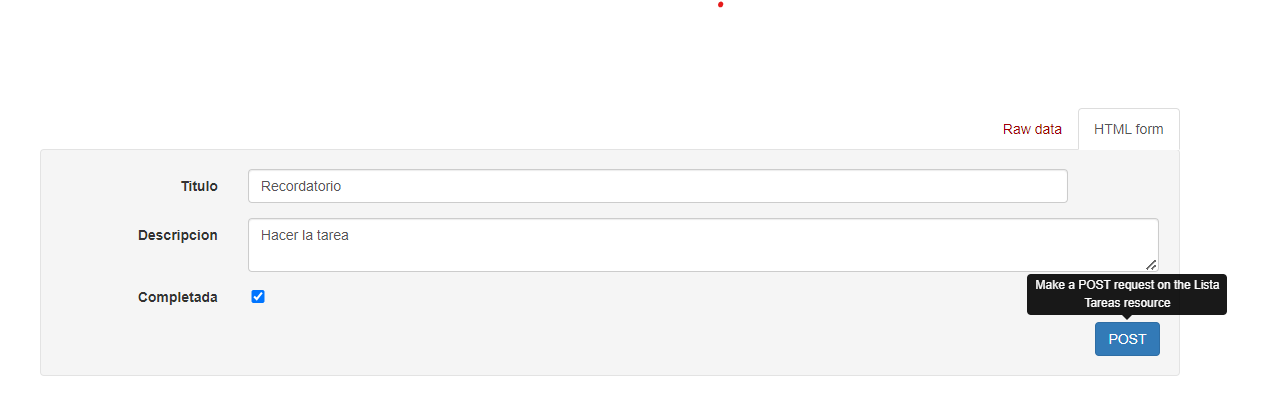 Raw data
HTML form
Titulo
Recordatorio
Descripcion
Hacer la tarea
Completada
Make a POST request on the Lista
Tareas resource
POST